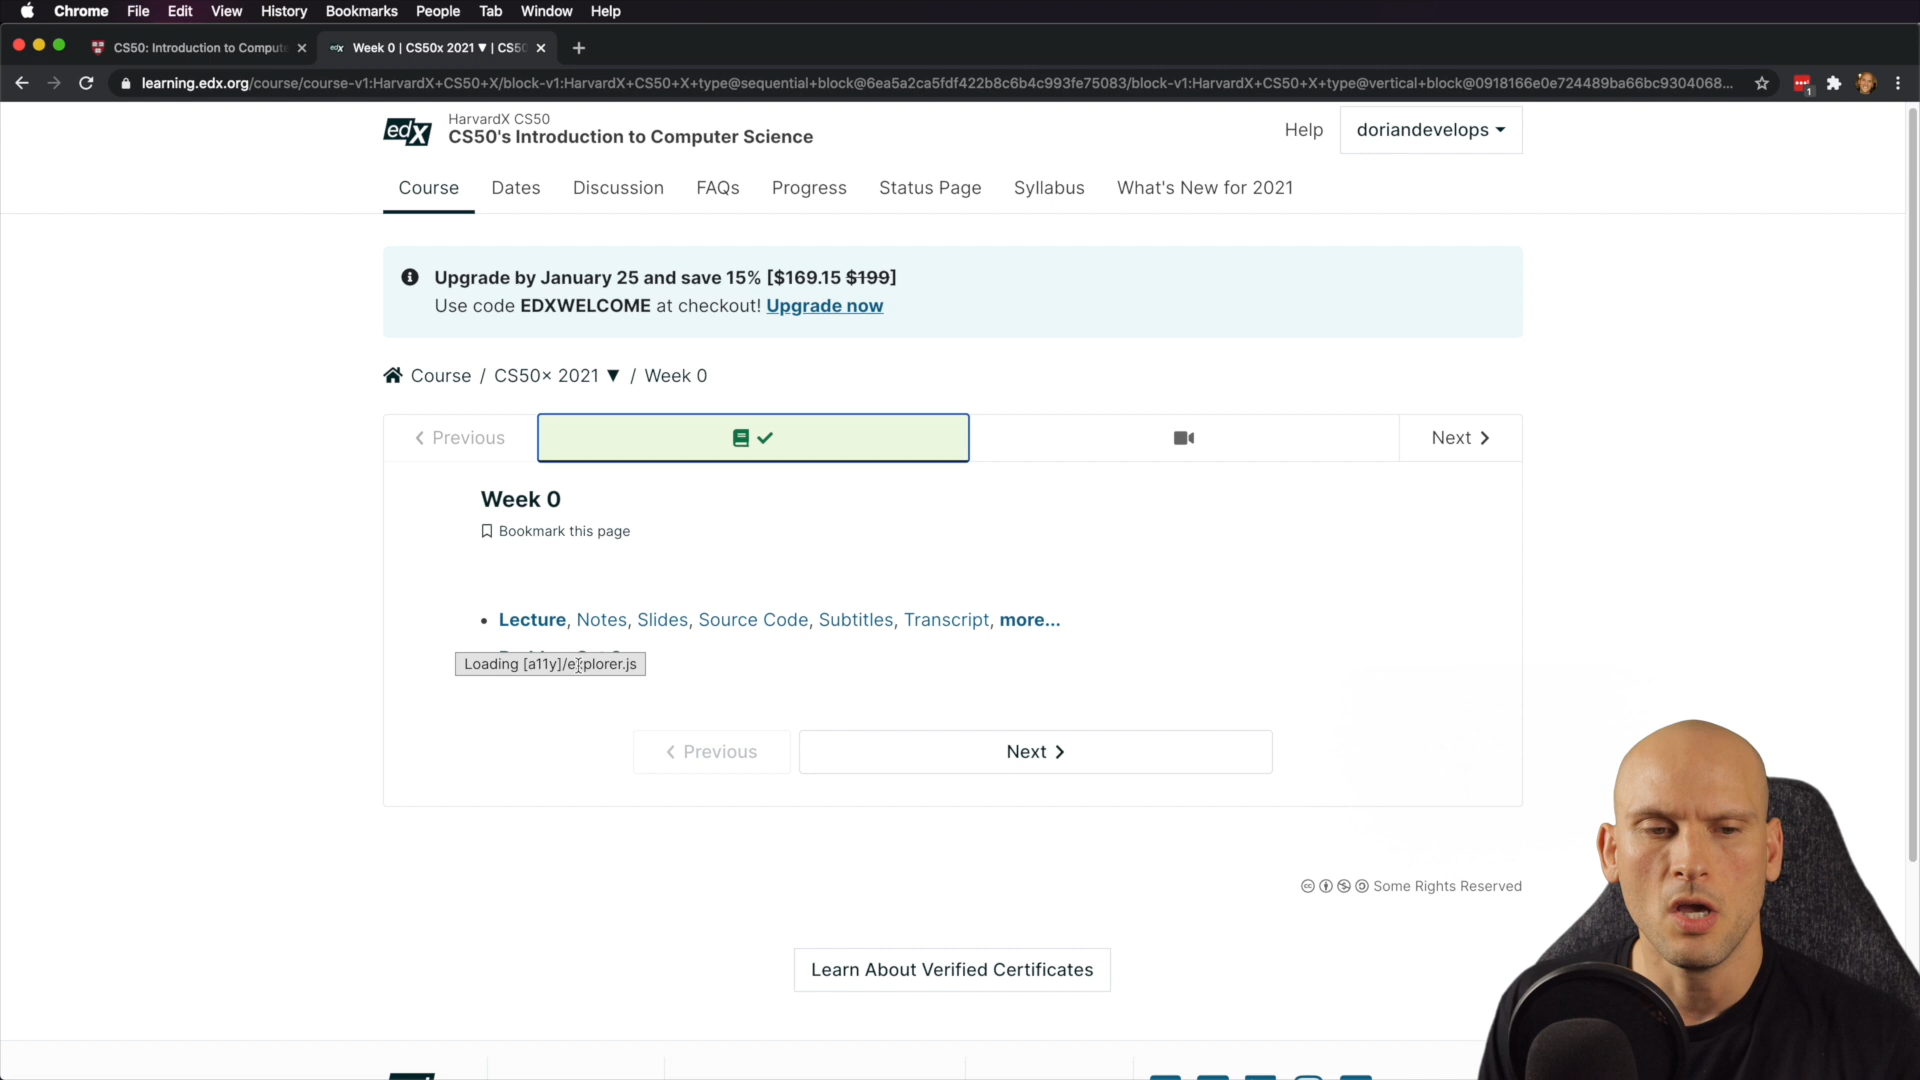 Chrome File Edit View History Bookmarks People Tab Window Help
CS50: Introduction to Compute
edX Week 0 | CS50x 2021 ▼ | CS50
learning.edx.org/course/course-v1:HarvardX+CS50+X/block-v1:HarvardX+CS50+X+type@sequential+block@6ea5a2ca5fdf422b8c6b4c993fe75083/block-v1:HarvardX+CS50+X+type@vertical+block@0918166e0e724489ba66bc9304068...
1
edX
HarvardX CS50
CS50's Introduction to Computer Science
Help
doriandevelops
Course Dates Discussion FAQs Progress Status Page Syllabus What's New for 2021
Upgrade by January 25 and save 15% [$169.15 $199]
Use code EDXWELCOME at checkout! Upgrade now
Course / CS50x 2021 ▼ / Week 0
Previous
Next
Week 0
Bookmark this page
• Lecture, Notes, Slides, Source Code, Subtitles, Transcript, more...
Loading [a11y]/explorer.js
Previous
Next
Some Rights Reserved
Learn About Verified Certificates